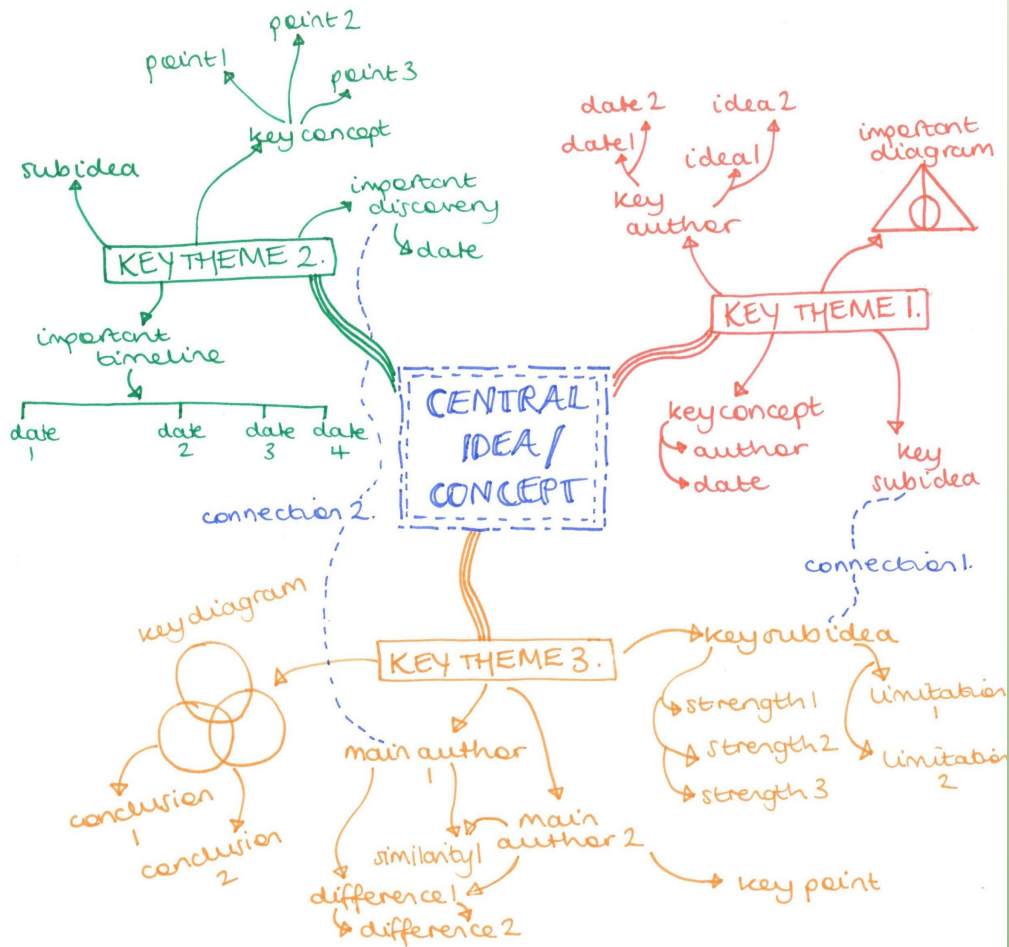 point 2
point 1
point 3
key concept
subidea
important
discovery
date
KEY THEME 2.
important
timeline
date
1
date
2
date
3
date
4
date 2
idea 2
date 1
idea 1
important
diagram
key
author
KEY THEME 1.
key concept
author
date
key
subidea
CENTRAL
IDEA/
CONCEPT
connection 2.
connection 1.
key diagram
KEY THEME 3.
key subidea
strength 1
strength 2
strength 3
limitation
1
limitation
2
main author
1
main
author 2
similarity 1
difference 1
difference 2
key point
conclusion
1
conclusion
2